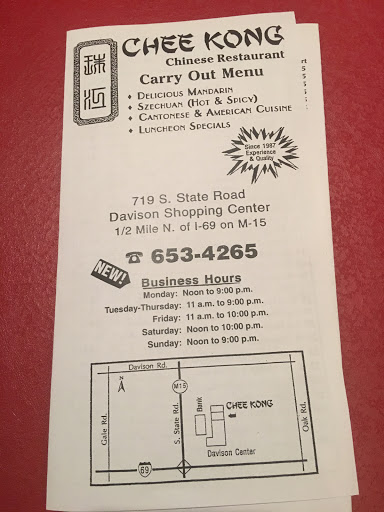 珠江
CHEE KONG
Chinese Restaurant
Carry Out Menu
♦ DELICIOUS MANDARIN
♦ SZECHUAN (HOT & SPICY)
♦ CANTONESE & AMERICAN CUISINE
♦ LUNCHEON SPECIALS
Since 1987
Experience
& Quality
719 S. State Road
Davison Shopping Center
1/2 Mile N. of I-69 on M-15
☎ 653-4265
NEW!
Business Hours
Monday: Noon to 9:00 p.m.
Tuesday-Thursday: 11 a.m. to 9:00 p.m.
Friday: 11 a.m. to 10:00 p.m.
Saturday: Noon to 10:00 p.m.
Sunday: Noon to 9:00 p.m.
Davison Rd.
N
M15
Gale Rd.
S. State Rd.
Bank
CHEE KONG
Oak Rd.
Davison Center
69